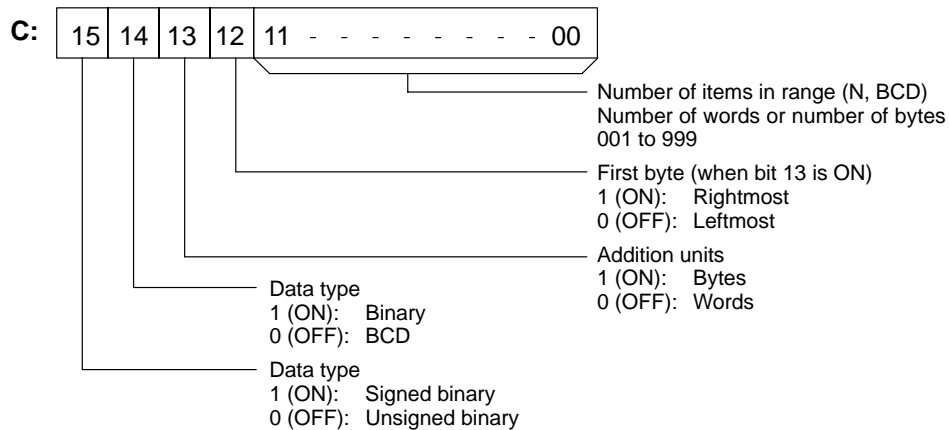 C: 15 14 13 12 11 - - - - - - - - 00
Number of items in range (N, BCD)
Number of words or number of bytes
001 to 999
First byte (when bit 13 is ON)
1 (ON): Rightmost
0 (OFF): Leftmost
Addition units
1 (ON): Bytes
0 (OFF): Words
Data type
1 (ON): Binary
0 (OFF): BCD
Data type
1 (ON): Signed binary
0 (OFF): Unsigned binary